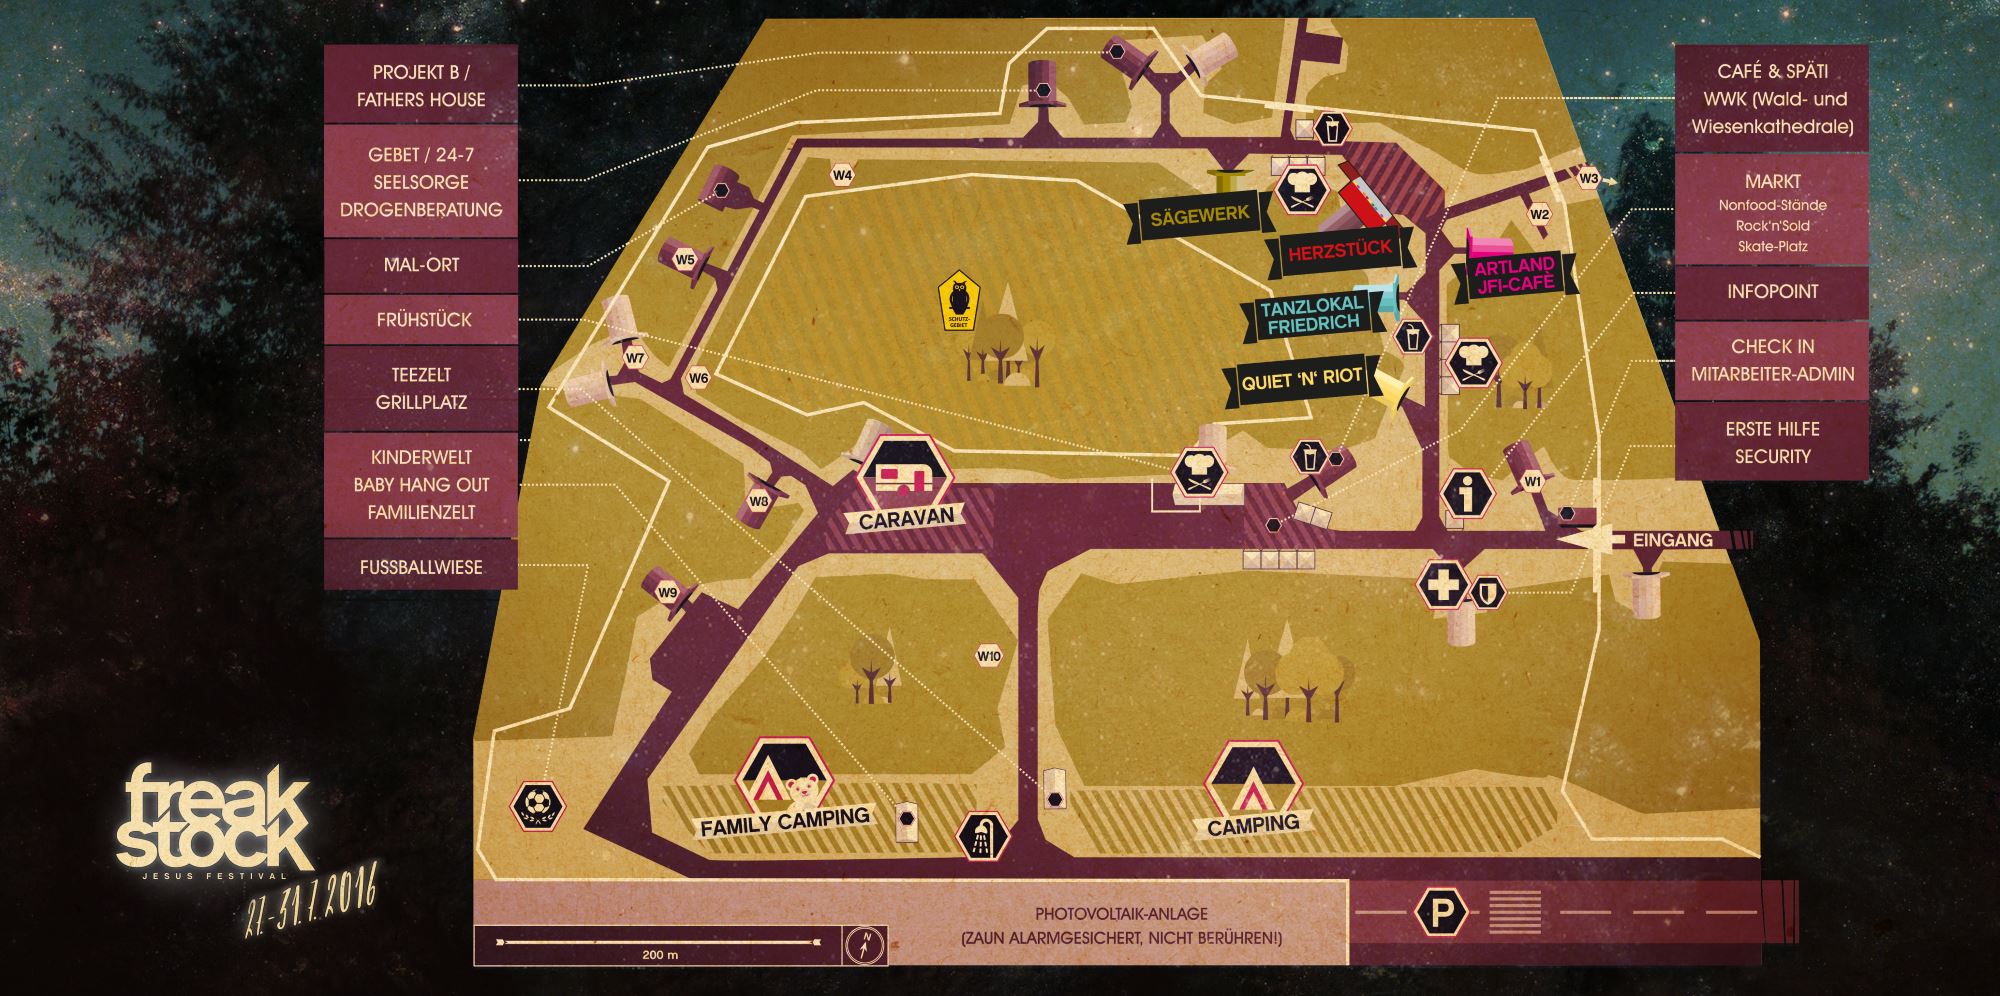 PROJEKT B /
FATHERS HOUSE
GEBET / 24-7
SEELSORGE
DROGENBERATUNG
MAL-ORT
FRÜHSTÜCK
TEEZELT
GRILLPLATZ
KINDERWELT
BABY HANG OUT
FAMILIENZELT
FUSSBALLWIESE
CAFÉ & SPÄTI
WWK (Wald- und
Wiesenkathedrale)
MARKT
Nonfood-Stände
Rock'n'Sold
Skate-Platz
INFOPOINT
CHECK IN
MITARBEITER-ADMIN
ERSTE HILFE
SECURITY
W4
W3
W2
SÄGEWERK
HERZSTÜCK
ARTLAND
JFI-CAFÈ
W5
SCHUTZ-
GEBIET
TANZLOKAL
FRIEDRICH
W7
W6
QUIET 'N' RIOT
W8
CARAVAN
W1
i
EINGANG
W9
W10
FAMILY CAMPING
CAMPING
freak
stock
JESUS FESTIVAL
27.-31.7.2016
PHOTOVOLTAIK-ANLAGE
(ZAUN ALARMGESICHERT, NICHT BERÜHREN!)
P
200 m
N